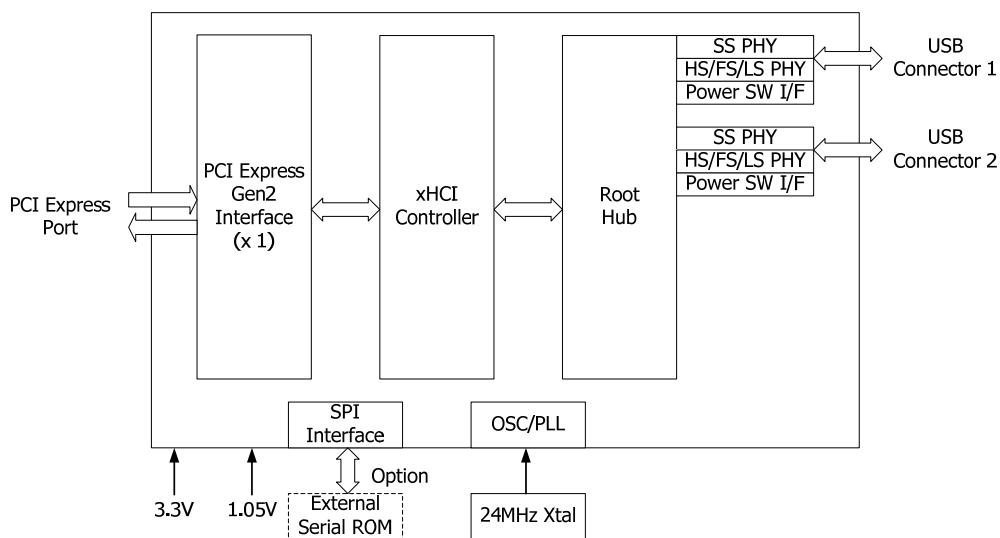 SS PHY
HS/FS/LS PHY
Power SW I/F
USB
Connector 1
SS PHY
HS/FS/LS PHY
Power SW I/F
USB
Connector 2
PCI Express
Port
PCI Express
Gen2
Interface
(x 1)
xHCI
Controller
Root
Hub
SPI
Interface
OSC/PLL
Option
3.3V
1.05V
External
Serial ROM
24MHz Xtal